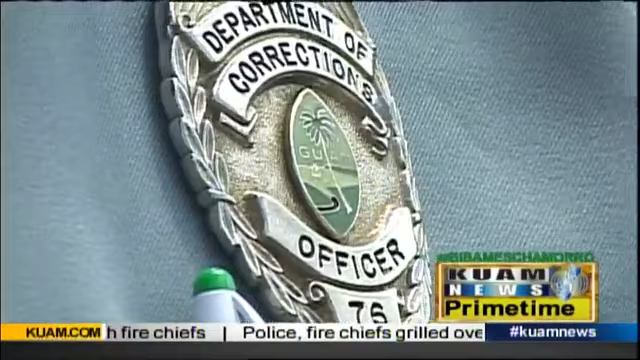 DEPARTMENT OF
CORRECTIONS
GUAM
OFFICER
76
#BIBAMESCHAMORRO
KUAM
NEWS
Primetime
KUAM.COM
h fire chiefs | Police, fire chiefs grilled ove
#kuamnews